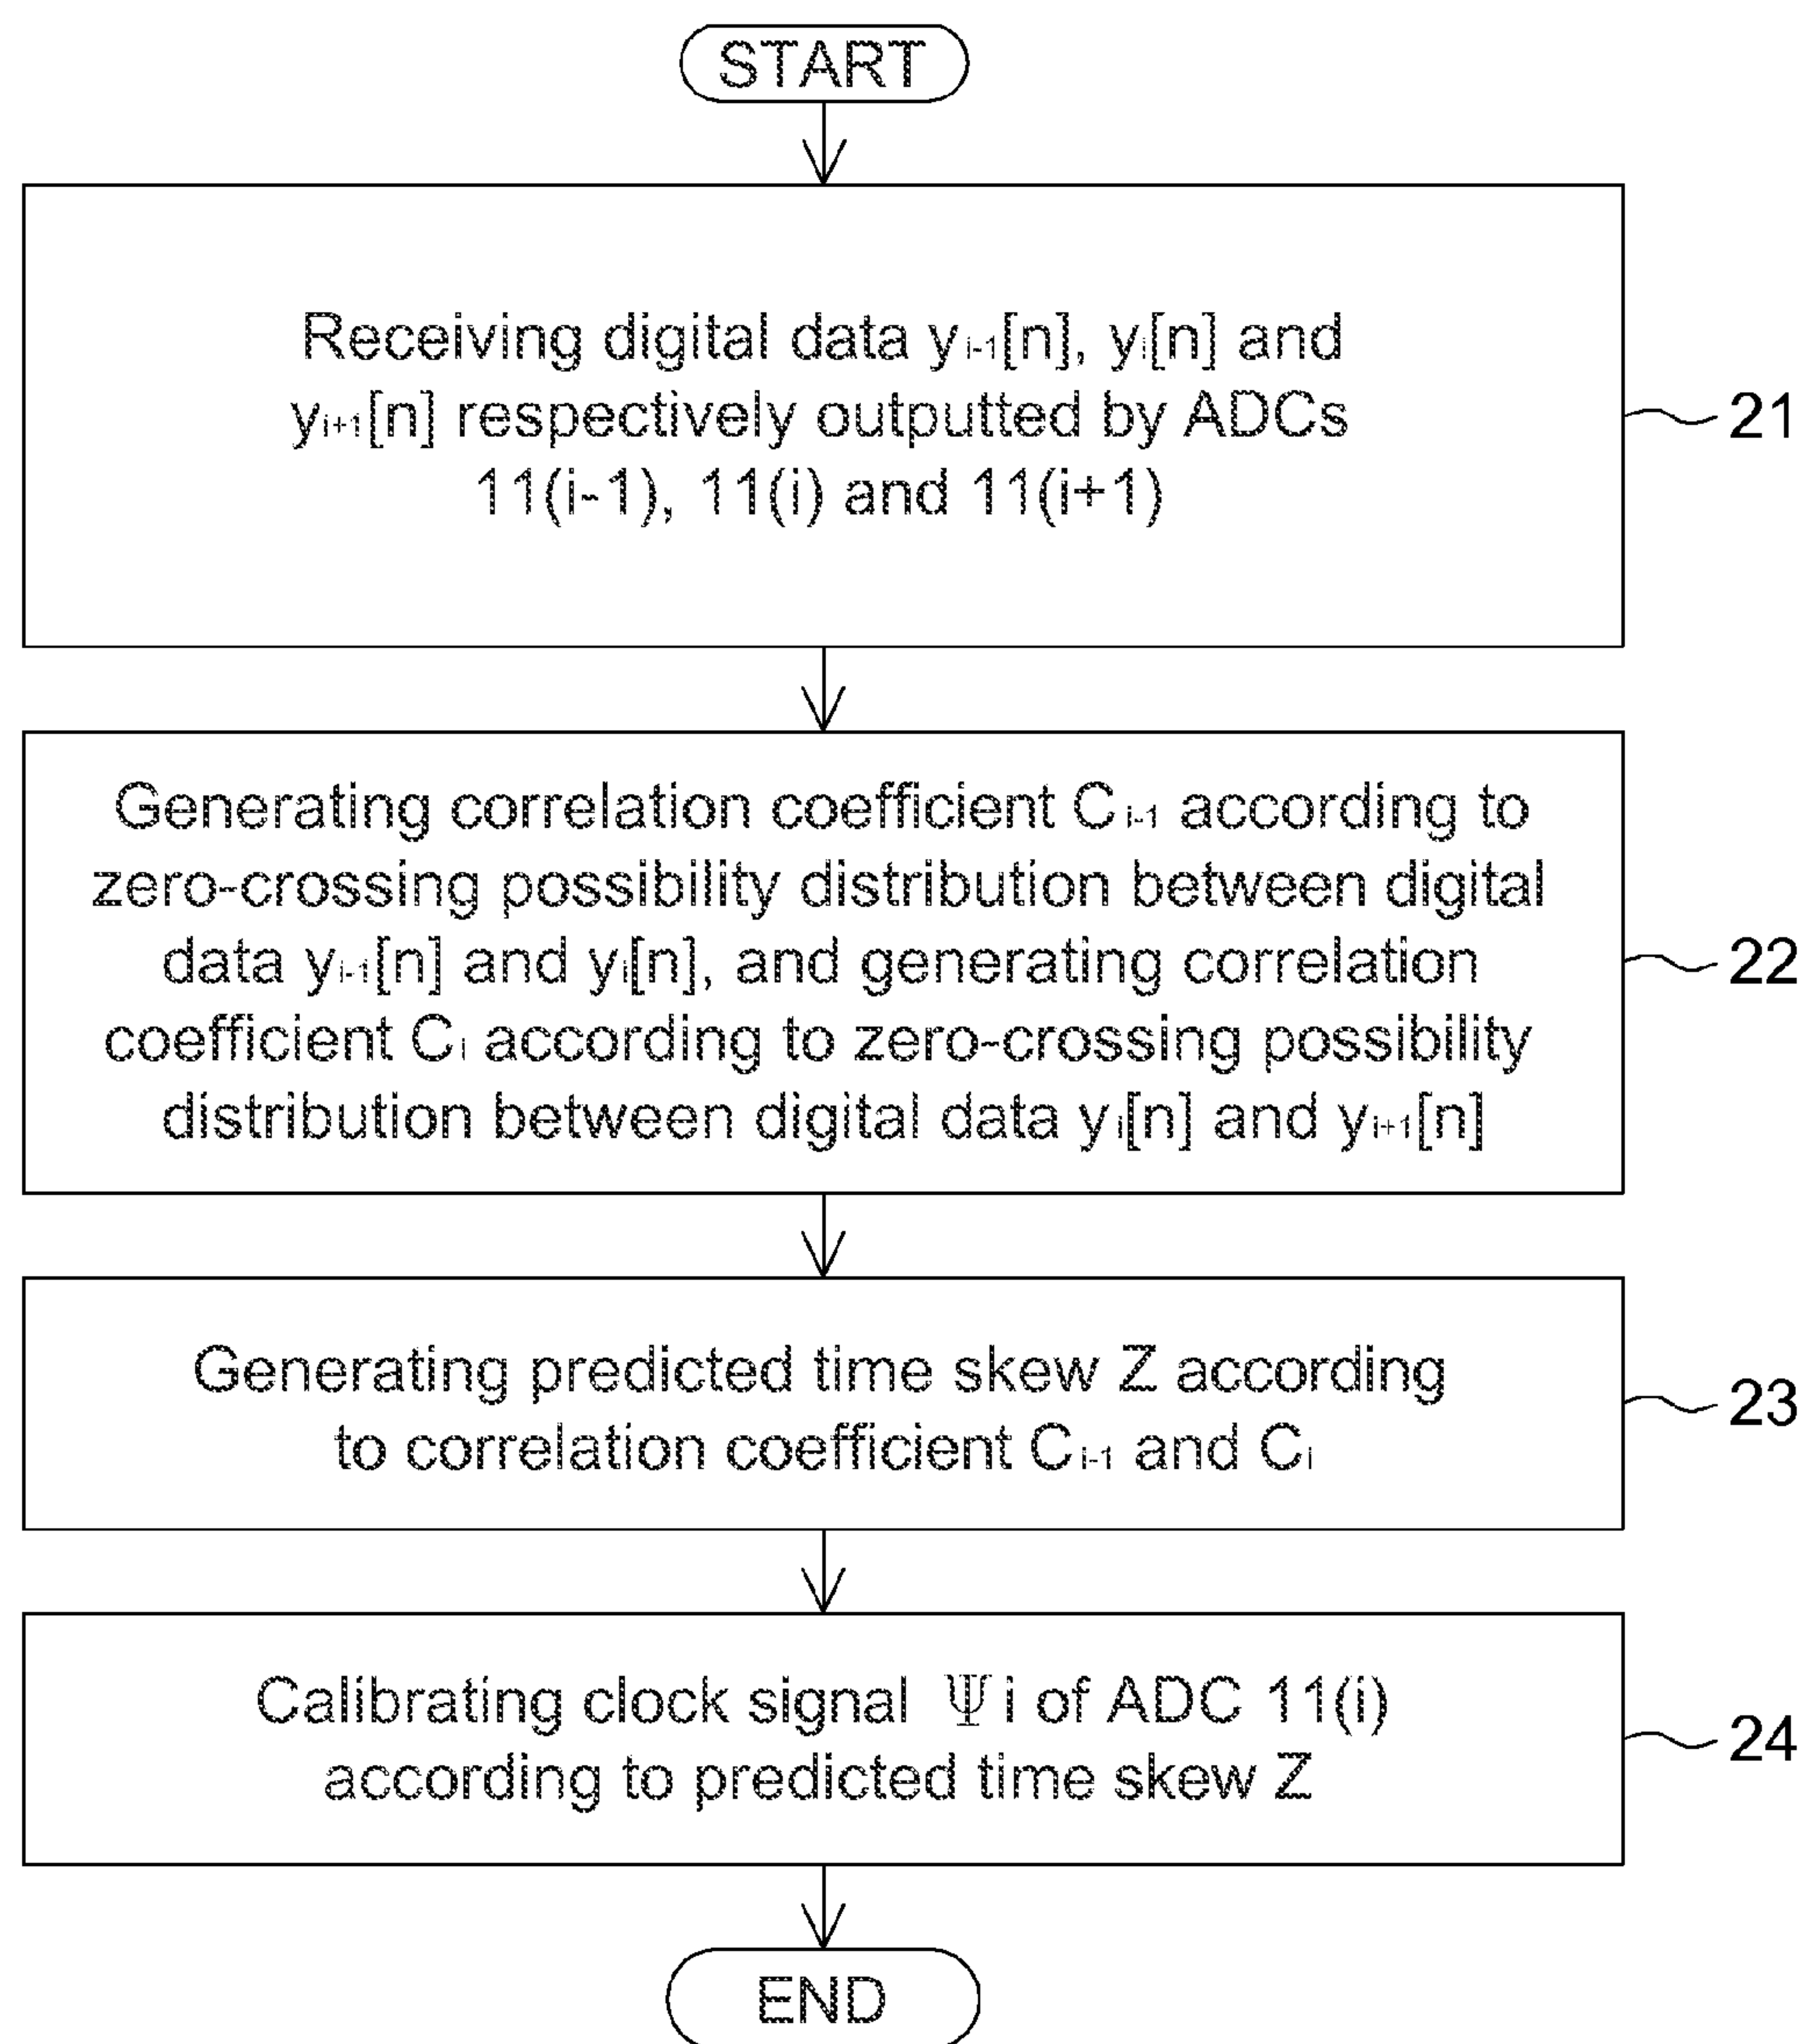 START
Receiving digital data yi-1[n], yi[n] and
yi+1[n] respectively outputted by ADCs
11(i-1), 11(i) and 11(i+1)
21
Generating correlation coefficient Ci-1 according to
zero-crossing possibility distribution between digital
data yi-1[n] and yi[n], and generating correlation
coefficient Ci according to zero-crossing possibility
distribution between digital data yi[n] and yi+1[n]
22
Generating predicted time skew Z according
to correlation coefficient Ci-1 and Ci
23
Calibrating clock signal Ψi of ADC 11(i)
according to predicted time skew Z
24
END